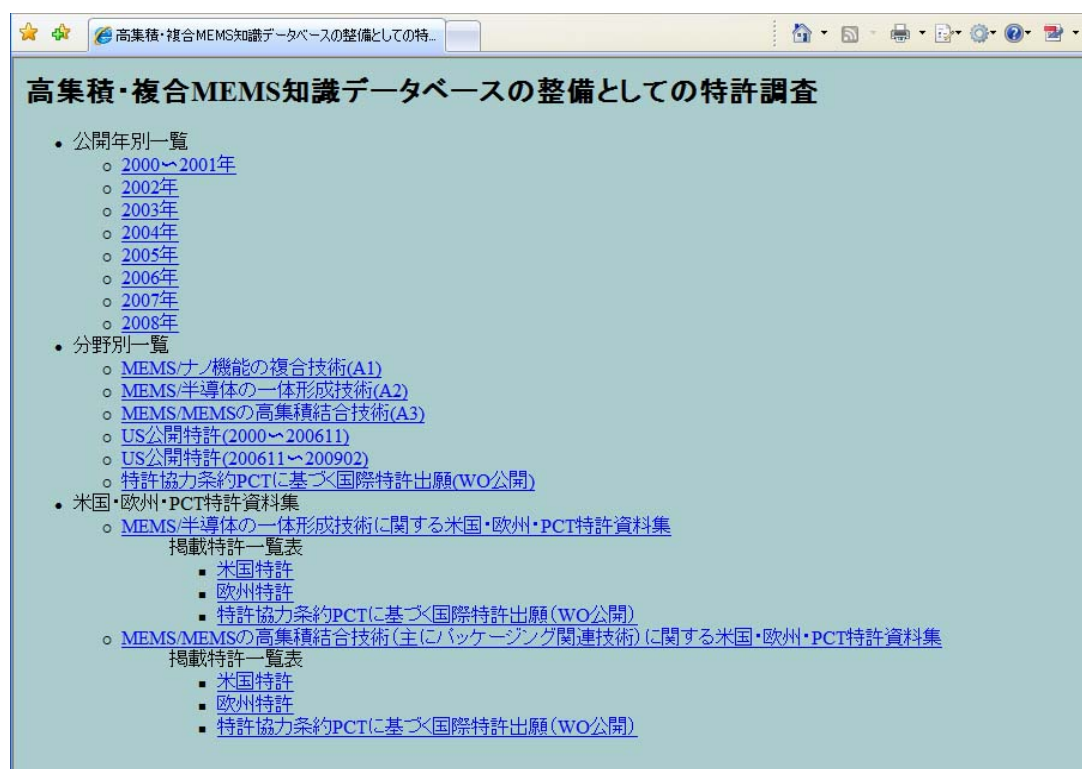 高集積・複合MEMS知識データベースの整備としての特...
高集積・複合MEMS知識データベースの整備としての特許調査
• 公開年別一覧
○ 2000～2001年
○ 2002年
○ 2003年
○ 2004年
○ 2005年
○ 2006年
○ 2007年
○ 2008年
• 分野別一覧
○ MEMS/ナノ機能の複合技術(A1)
○ MEMS/半導体の一体形成技術(A2)
○ MEMS/MEMSの高集積結合技術(A3)
○ US公開特許(2000～200611)
○ US公開特許(200611～200902)
○ 特許協力条約PCTに基づく国際特許出願(WO公開)
• 米国・欧州・PCT特許資料集
○ MEMS/半導体の一体形成技術に関する米国・欧州・PCT特許資料集
掲載特許一覧表
▪ 米国特許
▪ 欧州特許
▪ 特許協力条約PCTに基づく国際特許出願（WO公開）
○ MEMS/MEMSの高集積結合技術（主にパッケージング関連技術）に関する米国・欧州・PCT特許資料集
掲載特許一覧表
▪ 米国特許
▪ 欧州特許
▪ 特許協力条約PCTに基づく国際特許出願（WO公開）